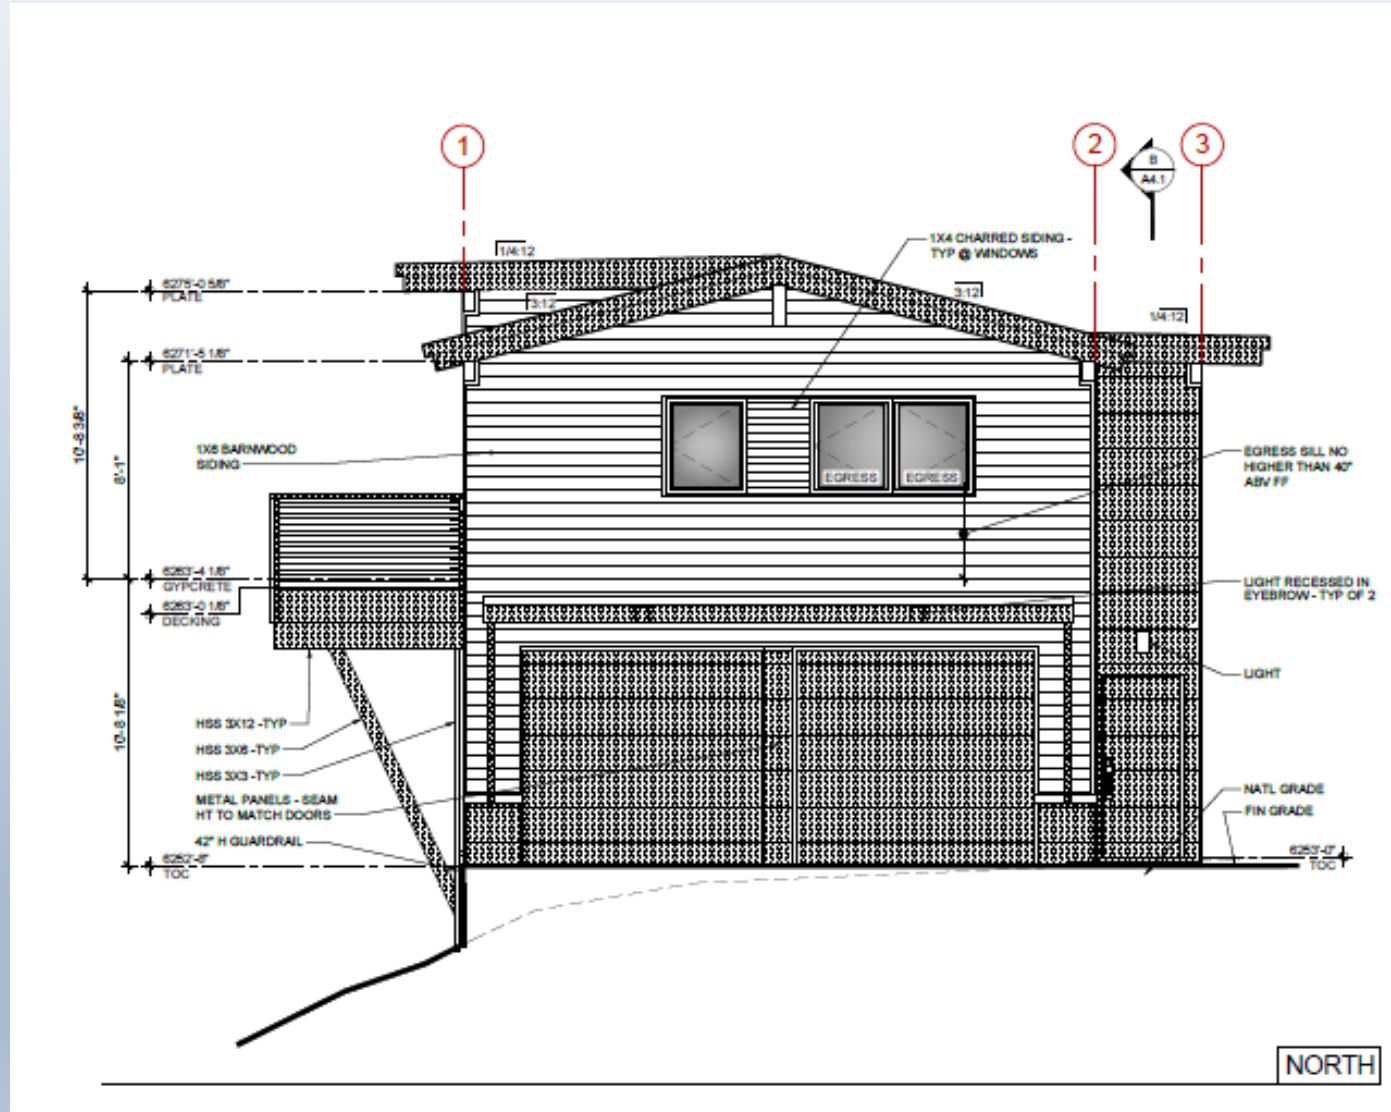 1
2
3
B
A4.1
1X4 CHARRED SIDING -
TYP @ WINDOWS
1/4:12
3:12
3:12
1/4:12
6275'-0 5/8"
PLATE
6271'-5 1/8"
PLATE
10'-8 3/8"
8'-1"
1X6 BARNWOOD
SIDING
EGRESS
EGRESS
EGRESS SILL NO
HIGHER THAN 40"
ABV FF
6263'-4 1/8"
GYPCRETE
6263'-0 1/8"
DECKING
LIGHT RECESSED IN
EYEBROW - TYP OF 2
LIGHT
10'-8 1/8"
HSS 3X12 -TYP
HSS 3X6 -TYP
HSS 3X3 -TYP
METAL PANELS - SEAM
HT TO MATCH DOORS
42" H GUARDRAIL
NATL GRADE
FIN GRADE
6252'-8"
TOC
6253'-0"
TOC
NORTH